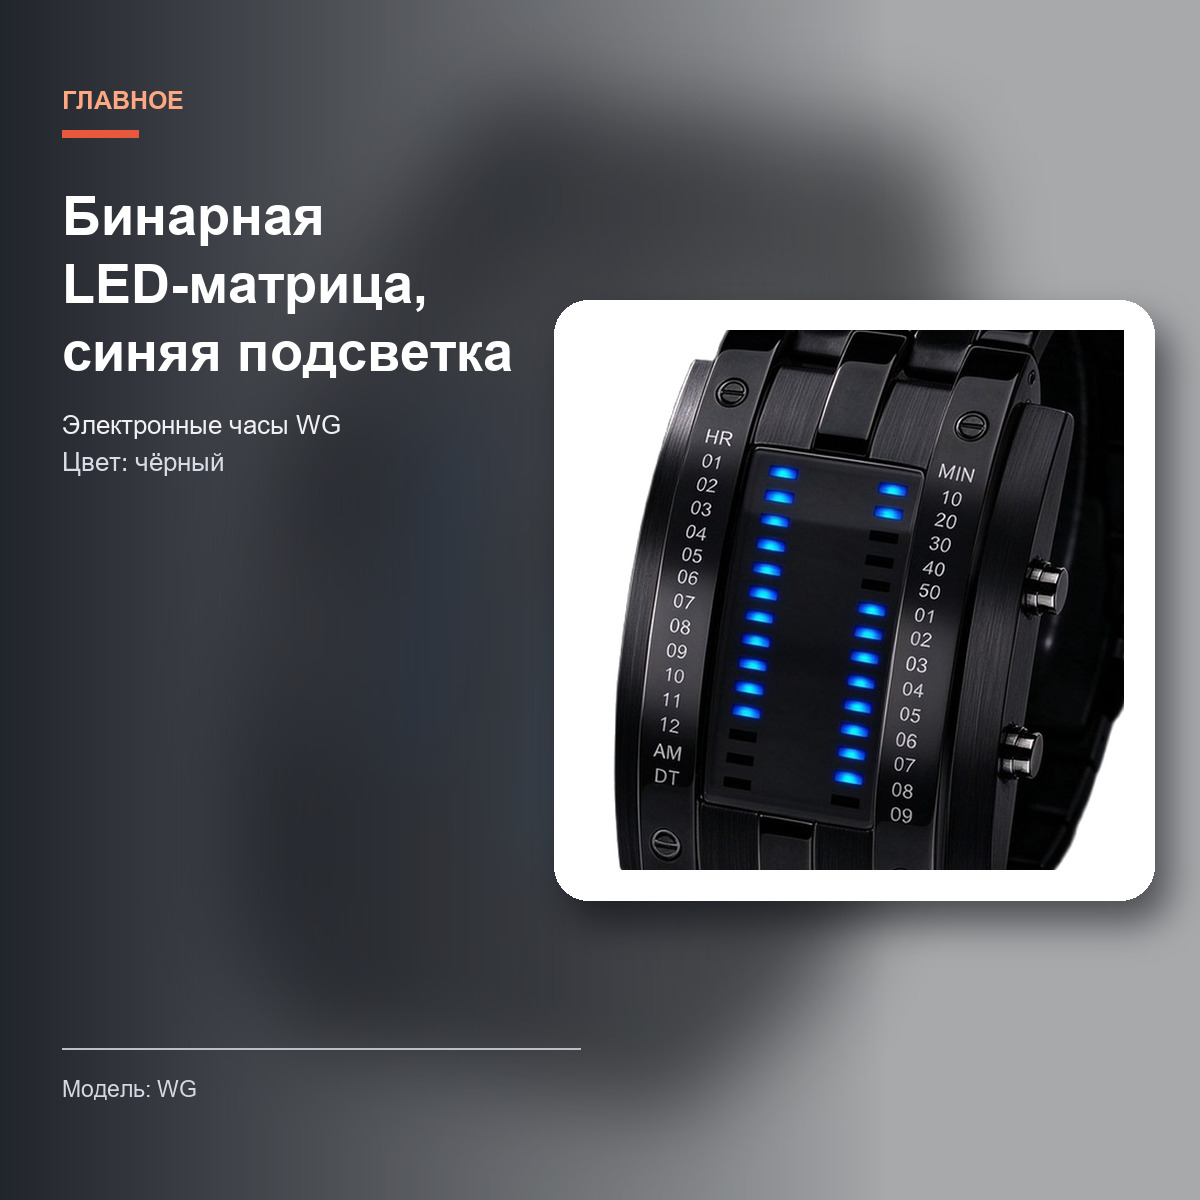 ГЛАВНОЕ
Бинарная
LED-матрица,
синяя подсветка
Электронные часы WG
Цвет: чёрный
HR
01
02
03
04
05
06
07
08
09
10
11
12
AM
DT
MIN
10
20
30
40
50
01
02
03
04
05
06
07
08
09
Модель: WG